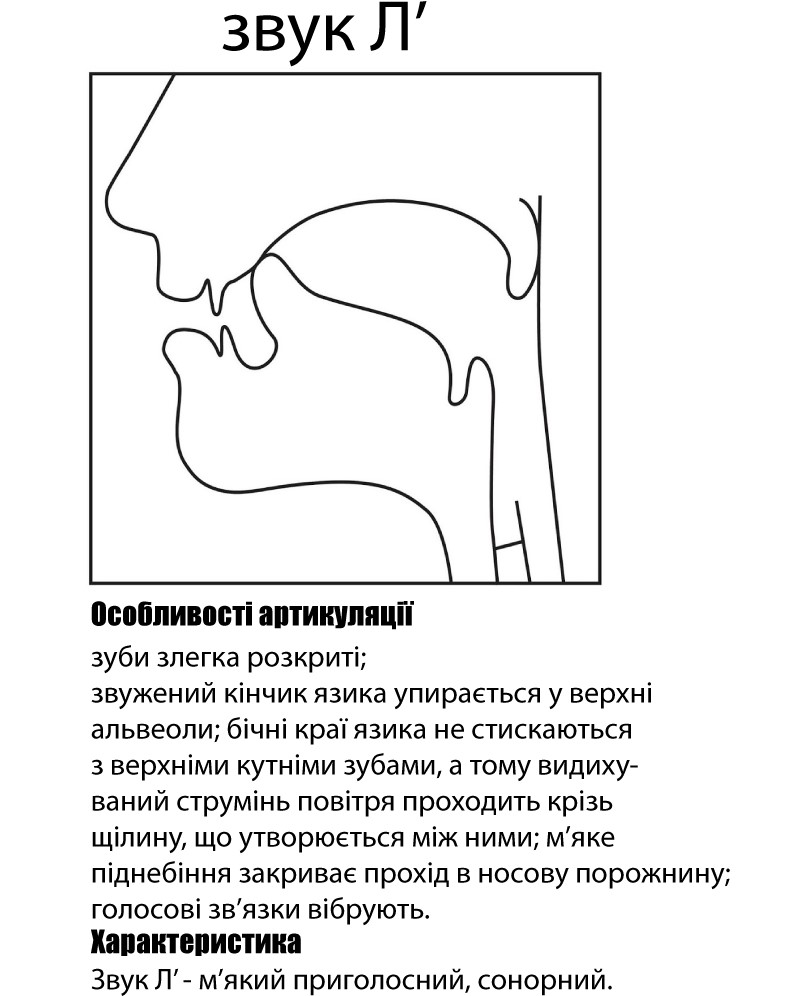 звук Л′
Особливості артикуляції
зуби злегка розкриті;
звужений кінчик язика упирається у верхні
альвеоли; бічні краї язика не стискаються
з верхніми кутніми зубами, а тому видиху-
ваний струмінь повітря проходить крізь
щілину, що утворюється між ними; м’яке
піднебіння закриває прохід в носову порожнину;
голосові зв’язки вібрують.
Характеристика
Звук Л′ - м’який приголосний, сонорний.